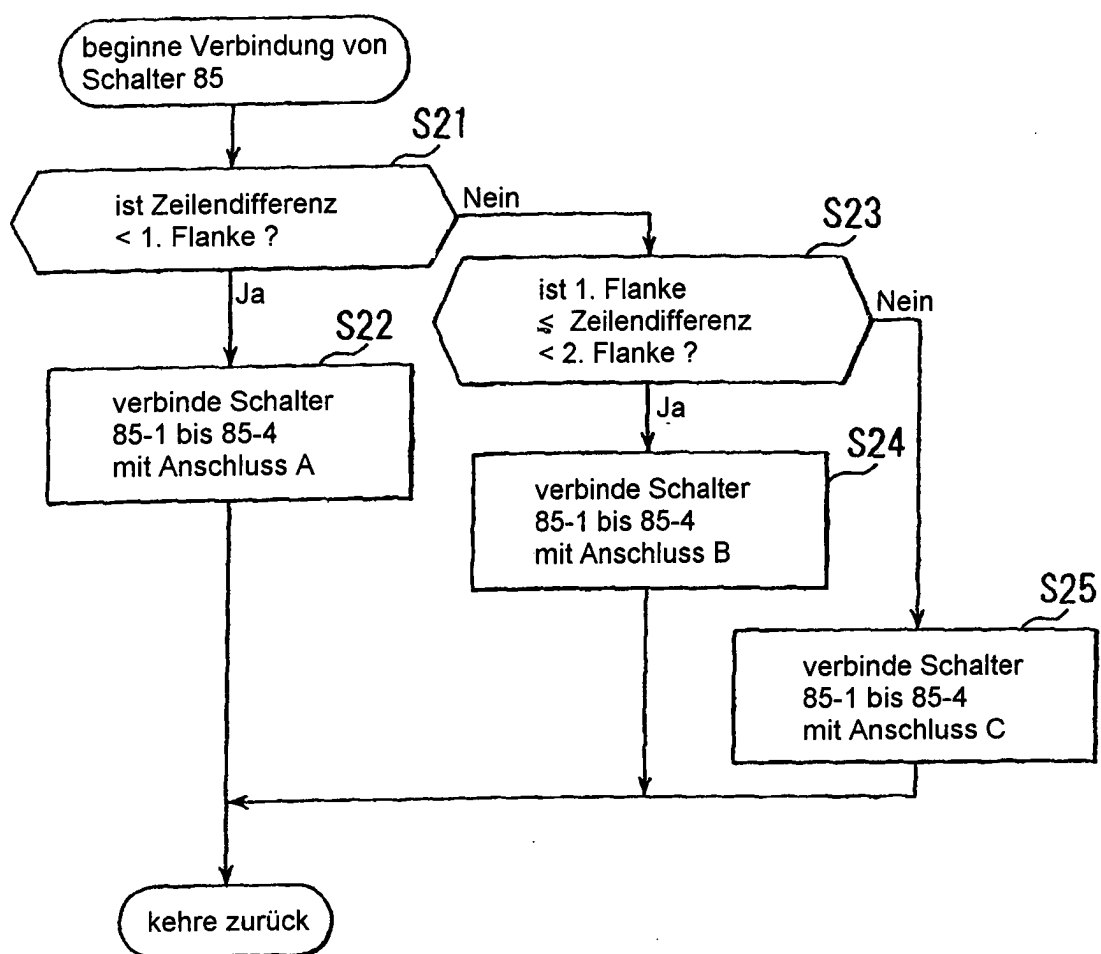 beginne Verbindung von
Schalter 85
S21
ist Zeilendifferenz
< 1. Flanke ?
Nein
Ja
S23
ist 1. Flanke
≤ Zeilendifferenz
< 2. Flanke ?
Nein
Ja
S22
verbinde Schalter
85-1 bis 85-4
mit Anschluss A
S24
verbinde Schalter
85-1 bis 85-4
mit Anschluss B
S25
verbinde Schalter
85-1 bis 85-4
mit Anschluss C
kehre zurück